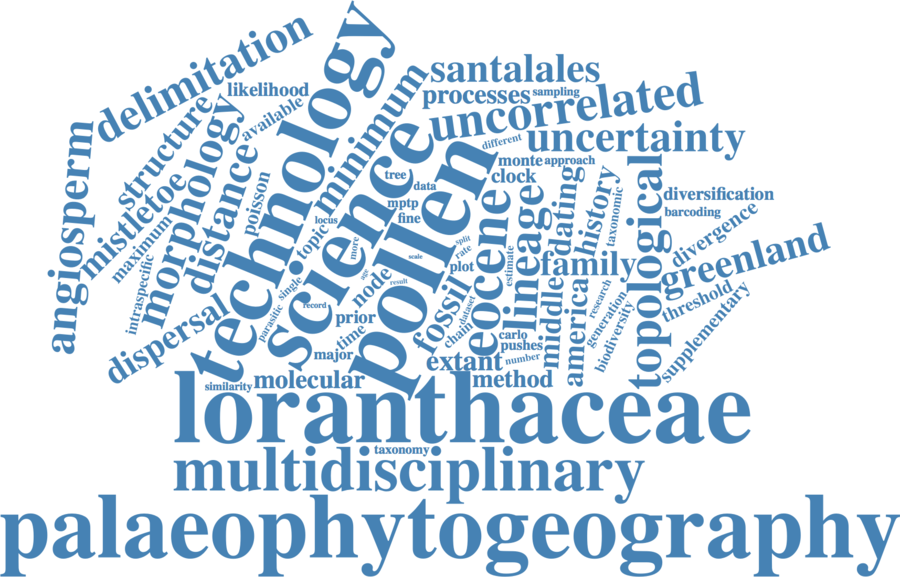 delimitation
technology
likelihood
santalales
processes
sampling
uncorrelated
available
structure
minimum
different
uncertainty
angiosperm
mistletoe
morphology
distance
poisson
science
tree
data
mptp
fine
pollen
monte
approach
clock
maximum
intraspecific
locus
topic
more
scale
split
rate
plot
eocene
lineage
dating
history
taxonomic
topological
diversification
barcoding
divergence
greenland
threshold
supplementary
family
middle
american
research
generation
biodiversity
estimate
fossil
dataset
chain
carlo
pushes
number
extant
method
node
age
result
prior
time
major
record
single
parasitic
dispersal
similarity
molecular
loranthaceae
taxonomy
multidisciplinary
palaeophytogeography